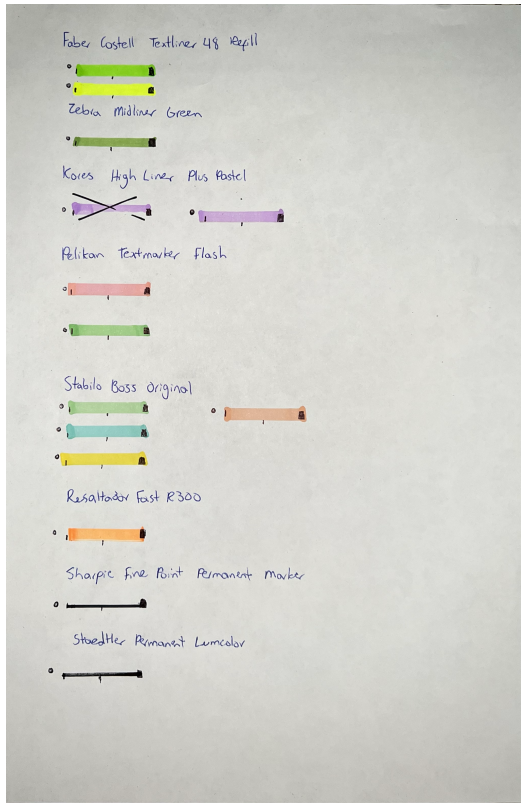 Faber Castell Textliner 48 Refill
Zebra Midliner Green
Kores High Liner Plus Pastel
Pelikan Textmarker Flash
Stabilo Boss Original
Resaltador Fast R300
Sharpie Fine Point Permanent Marker
Staedtler Permanent Lumcolor